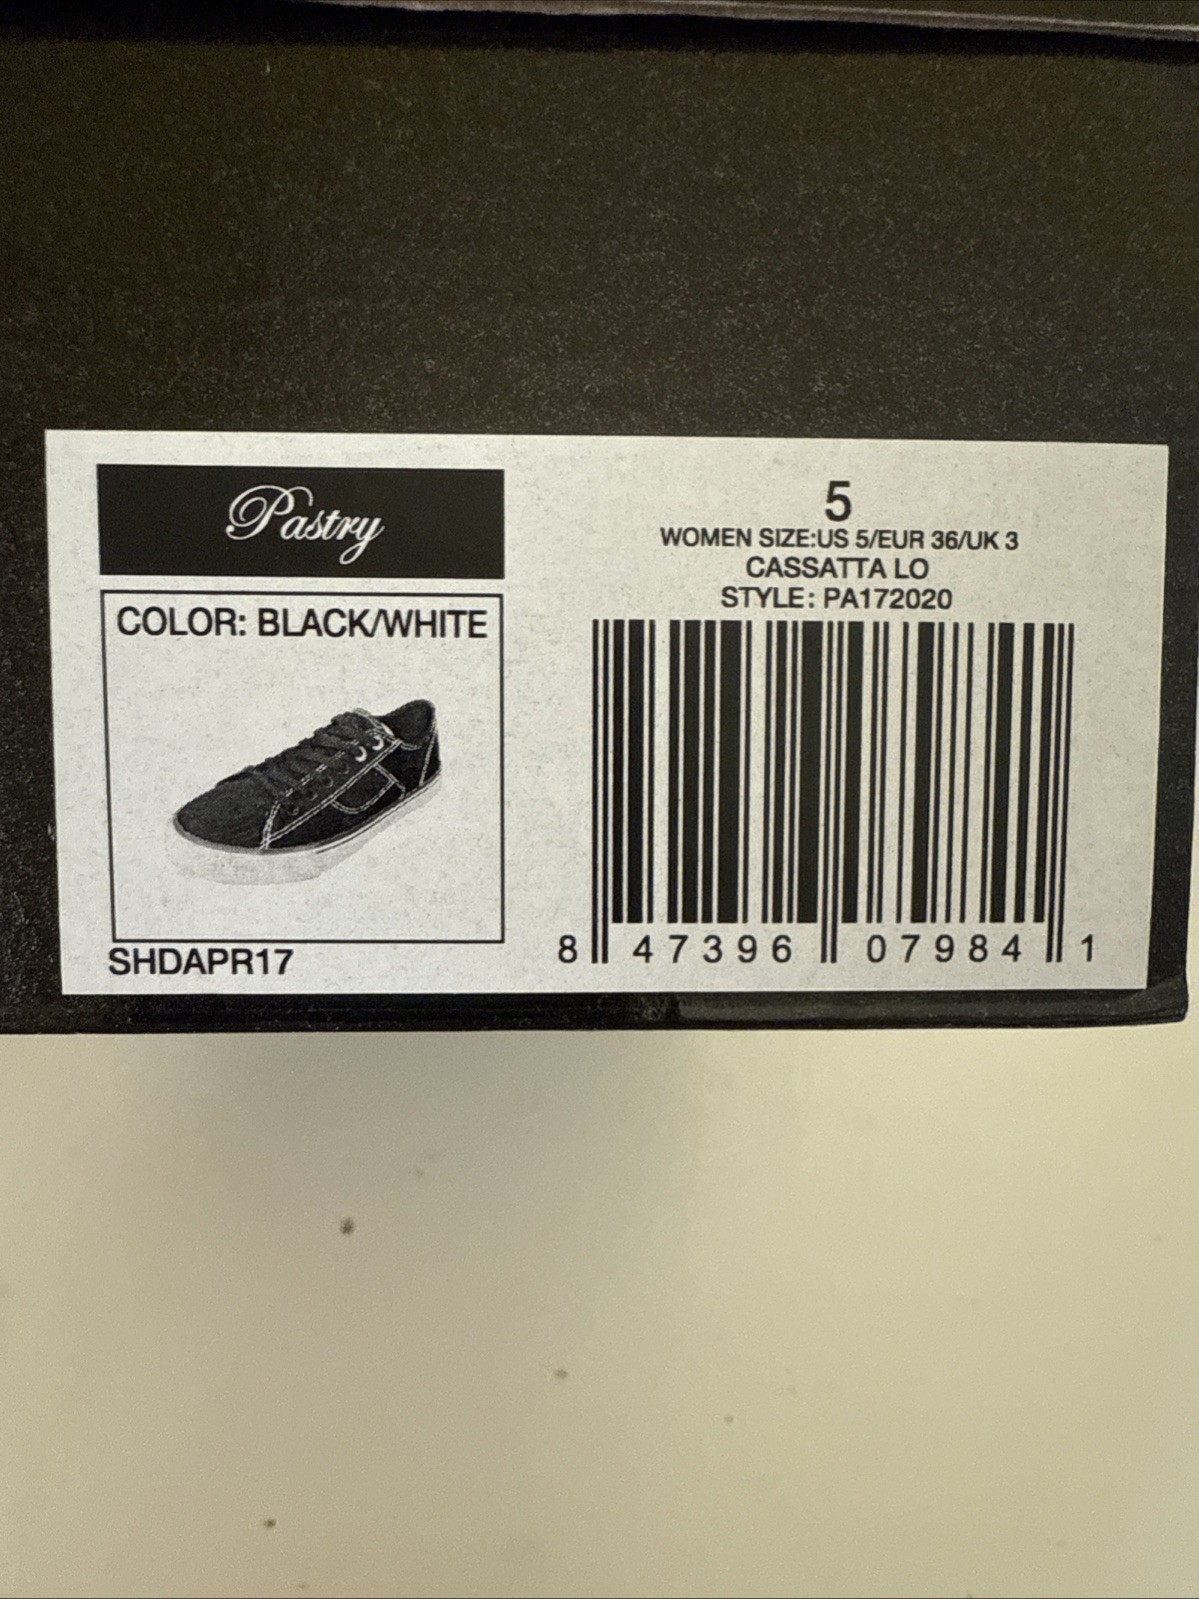 Pastry
COLOR: BLACK/WHITE
SHDAPR17
5
WOMEN SIZE:US 5/EUR 36/UK 3
CASSATTA LO
STYLE: PA172020
8 47396 07984 1